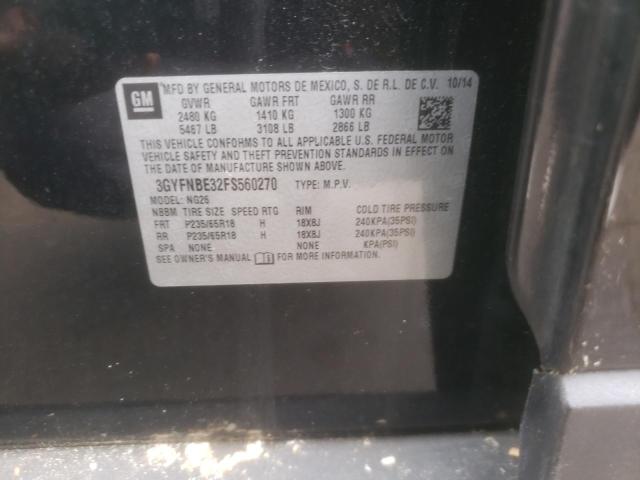 GM
MFD BY GENERAL MOTORS DE MEXICO, S. DE R.L. DE C.V. 10/14
GVWR GAWR FRT GAWR RR
2480 KG 1410 KG 1300 KG
5467 LB 3108 LB 2866 LB
THIS VEHICLE CONFORMS TO ALL APPLICABLE U.S. FEDERAL MOTOR
VEHICLE SAFETY AND THEFT PREVENTION STANDARDS IN EFFECT ON
THE DATE OF MANUFACTURE SHOWN ABOVE.
3GYFNBE32FS560270 TYPE: M.P.V.
MODEL: NG26
NBBM TIRE SIZE SPEED RTG RIM COLD TIRE PRESSURE
FRT P235/65R18 H 18X8J 240KPA(35PSI)
RR P235/65R18 H 18X8J 240KPA(35PSI)
SPA NONE NONE KPA(PSI)
SEE OWNER'S MANUAL FOR MORE INFORMATION.